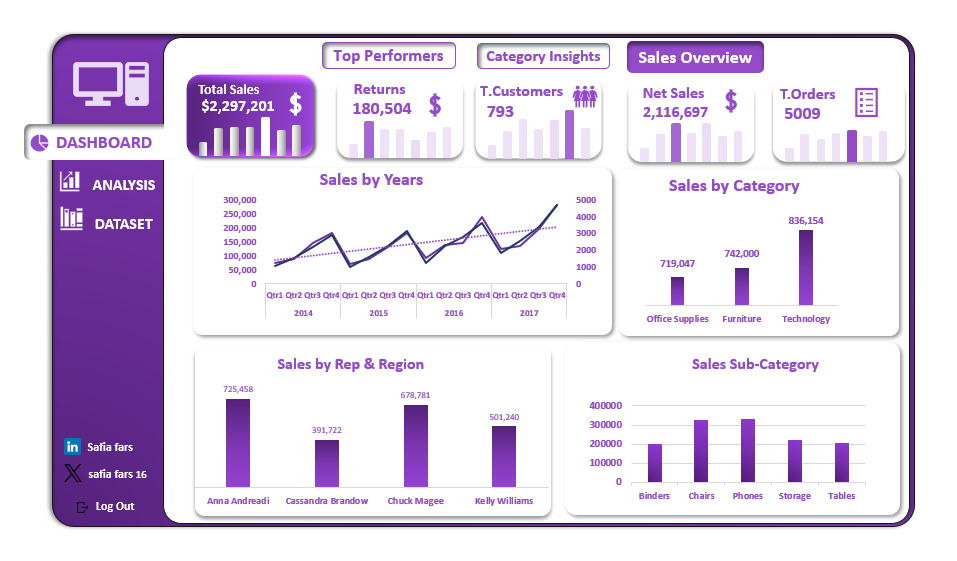 Top Performers
Category Insights
Sales Overview
Total Sales
$2,297,201
$
Returns
180,504
$
T.Customers
793
Net Sales
2,116,697
$
T.Orders
5009
DASHBOARD
ANALYSIS
DATASET
Sales by Years
300,000
250,000
200,000
150,000
100,000
50,000
0
5000
4000
3000
2000
1000
0
Qtr1 Qtr2 Qtr3 Qtr4 Qtr1 Qtr2 Qtr3 Qtr4 Qtr1 Qtr2 Qtr3 Qtr4 Qtr1 Qtr2 Qtr3 Qtr4
2014 2015 2016 2017
Sales by Category
719,047
742,000
836,154
Office Supplies Furniture Technology
Sales by Rep & Region
725,458
391,722
678,781
501,240
Anna Andreadi Cassandra Brandow Chuck Magee Kelly Williams
Sales Sub-Category
400000
300000
200000
100000
0
Binders Chairs Phones Storage Tables
in Safia fars
X safia fars 16
Log Out